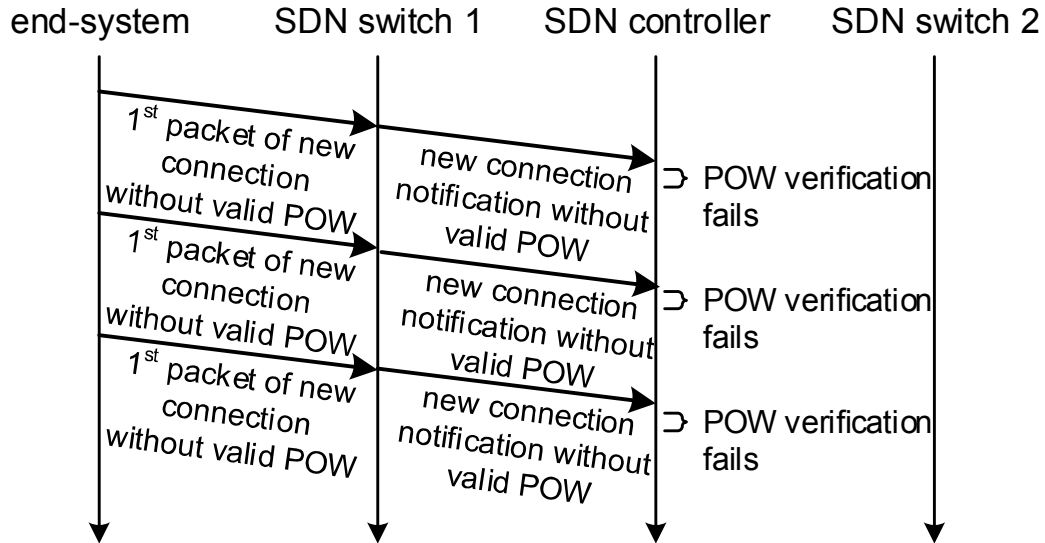 end-system SDN switch 1 SDN controller SDN switch 2
1st packet of new
connection
without valid POW
new connection
notification without
valid POW
POW verification
fails
1st packet of new
connection
without valid POW
new connection
notification without
valid POW
POW verification
fails
1st packet of new
connection
without valid POW
new connection
notification without
valid POW
POW verification
fails